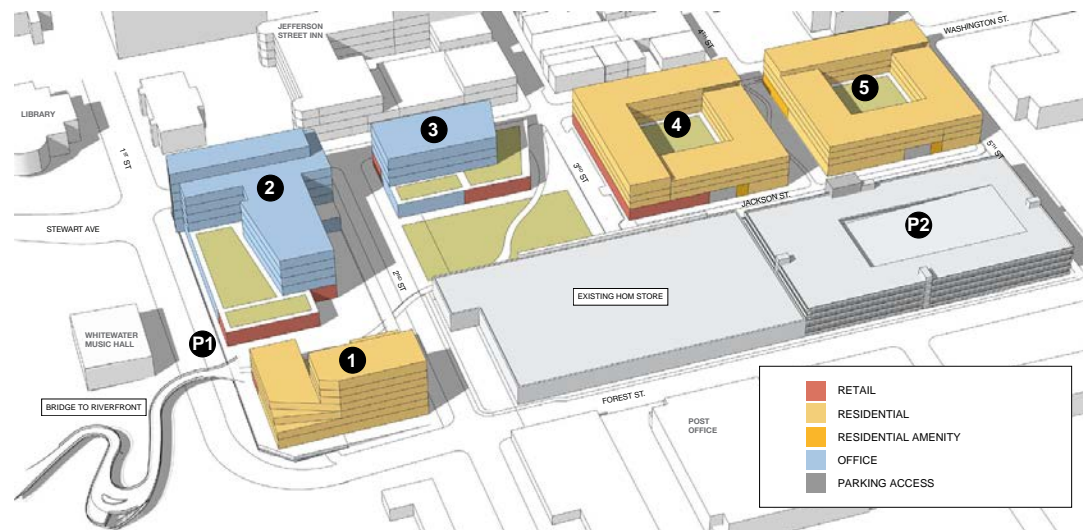 JEFFERSON
STREET INN
4TH ST
WASHINGTON ST.
LIBRARY
1ST ST
3
4
5
2
3RD ST
5TH ST
JACKSON ST.
STEWART AVE
P2
2ND ST
EXISTING HOM STORE
WHITEWATER
MUSIC HALL
P1
1
BRIDGE TO RIVERFRONT
FOREST ST.
POST
OFFICE
RETAIL
RESIDENTIAL
RESIDENTIAL AMENITY
OFFICE
PARKING ACCESS